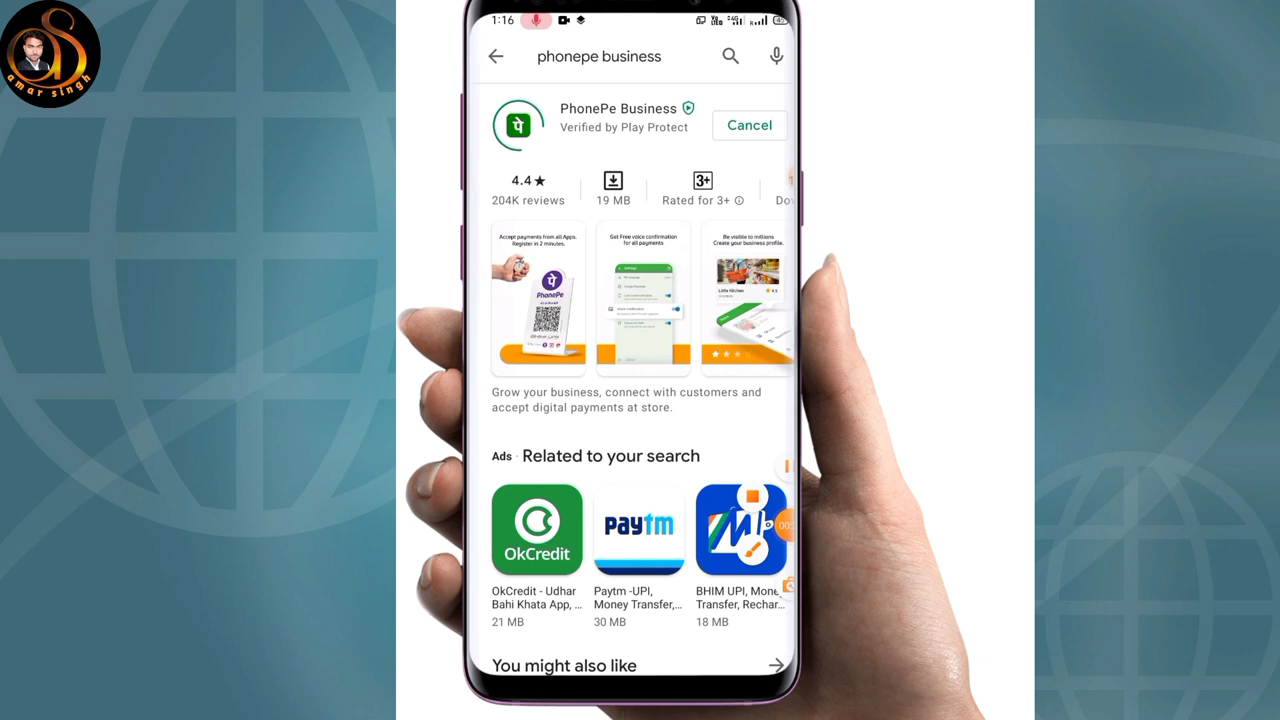 amar singh
1:16
phonepe business
पे
PhonePe Business
Verified by Play Protect
Cancel
4.4★
204K reviews
19 MB
3+
Rated for 3+
Accept payments from all Apps.
Register in 2 minutes.
पे
PhonePe
Get Free voice confirmation
for all payments
Be visible to millions
Create your business profile.
Little Kitchen
Grow your business, connect with customers and
accept digital payments at store.
Ads · Related to your search
OkCredit
paytm
OkCredit - Udhar
Bahi Khata App, ...
21 MB
Paytm -UPI,
Money Transfer,...
30 MB
BHIM UPI, Money
Transfer, Rechar...
18 MB
You might also like